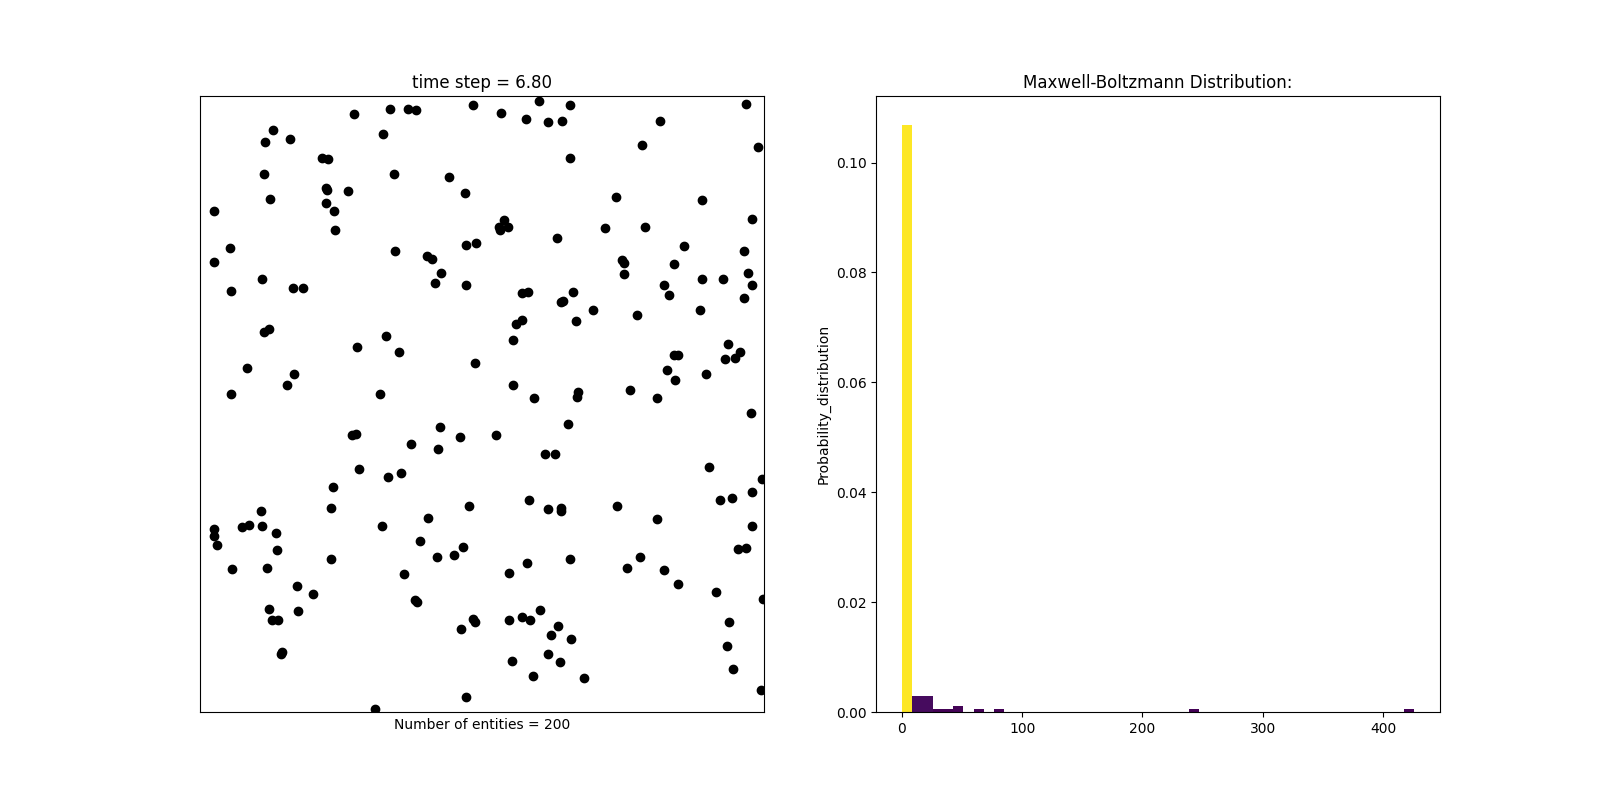 time step = 6.80
Number of entities = 200
Maxwell-Boltzmann Distribution:
Probability_distribution
0.10
0.08
0.06
0.04
0.02
0.00
0 100 200 300 400